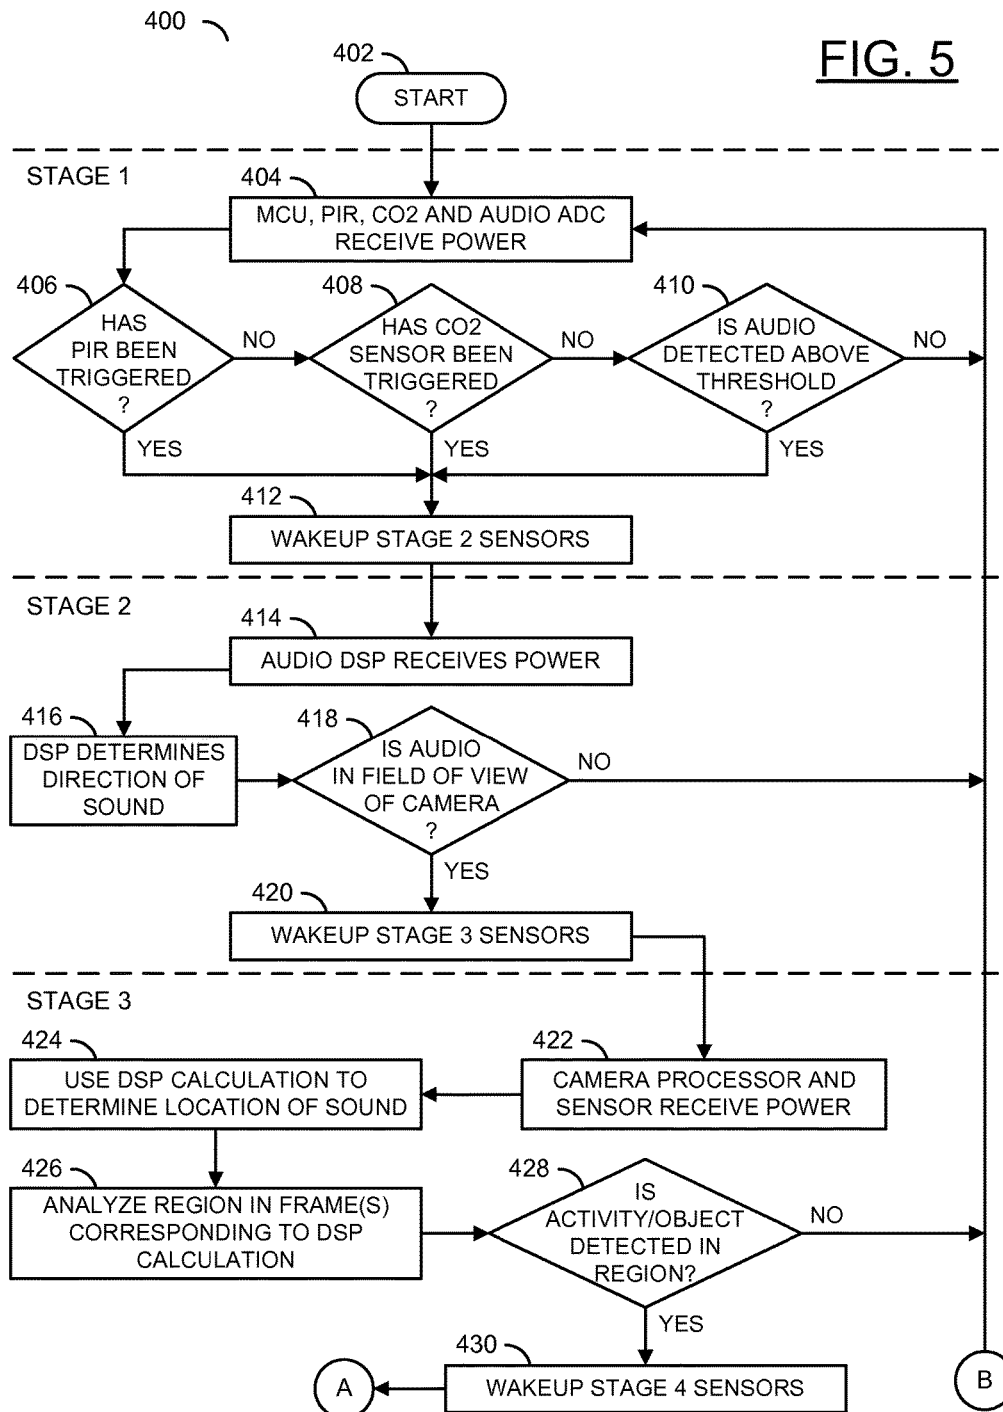 400
FIG. 5
402
START
STAGE 1
404
MCU, PIR, CO2 AND AUDIO ADC
RECEIVE POWER
406
HAS
PIR BEEN
TRIGGERED
?
NO
YES
408
HAS CO2
SENSOR BEEN
TRIGGERED
?
NO
YES
410
IS AUDIO
DETECTED ABOVE
THRESHOLD
?
NO
YES
412
WAKEUP STAGE 2 SENSORS
STAGE 2
414
AUDIO DSP RECEIVES POWER
416
DSP DETERMINES
DIRECTION OF
SOUND
418
IS AUDIO
IN FIELD OF VIEW
OF CAMERA
?
NO
YES
420
WAKEUP STAGE 3 SENSORS
STAGE 3
422
CAMERA PROCESSOR AND
SENSOR RECEIVE POWER
424
USE DSP CALCULATION TO
DETERMINE LOCATION OF SOUND
426
ANALYZE REGION IN FRAME(S)
CORRESPONDING TO DSP
CALCULATION
428
IS
ACTIVITY/OBJECT
DETECTED IN
REGION?
NO
YES
430
WAKEUP STAGE 4 SENSORS
A
B